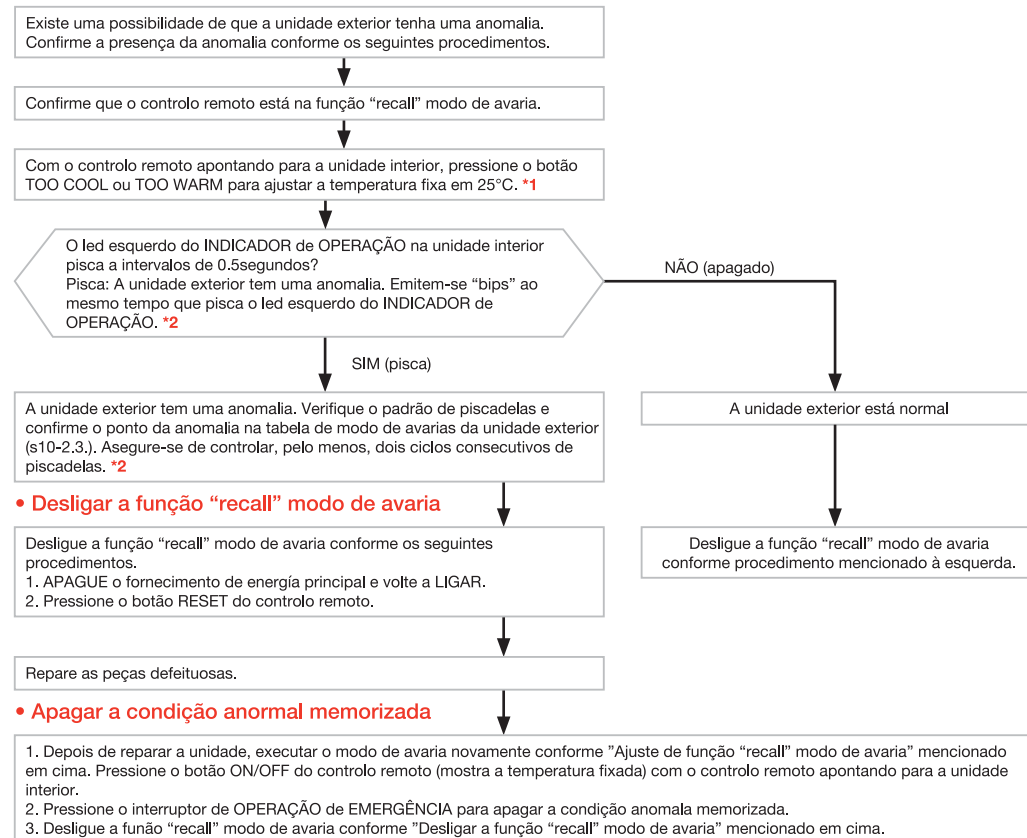 Existe uma possibilidade de que a unidade exterior tenha uma anomalia.
Confirme a presença da anomalia conforme os seguintes procedimentos.
Confirme que o controlo remoto está na função “recall” modo de avaria.
Com o controlo remoto apontando para a unidade interior, pressione o botão
TOO COOL ou TOO WARM para ajustar a temperatura fixa em 25°C. *1
O led esquerdo do INDICADOR de OPERAÇÃO na unidade interior
pisca a intervalos de 0.5segundos?
Pisca: A unidade exterior tem uma anomalia. Emitem-se “bips” ao
mesmo tempo que pisca o led esquerdo do INDICADOR de
OPERAÇÃO. *2
NÃO (apagado)
SIM (pisca)
A unidade exterior tem uma anomalia. Verifique o padrão de piscadelas e
confirme o ponto da anomalia na tabela de modo de avarias da unidade exterior
(s10-2.3.). Asegure-se de controlar, pelo menos, dois ciclos consecutivos de
piscadelas. *2
A unidade exterior está normal
• Desligar a função “recall” modo de avaria
Desligue a função “recall” modo de avaria conforme os seguintes
procedimentos.
1. APAGUE o fornecimento de energía principal e volte a LIGAR.
2. Pressione o botão RESET do controlo remoto.
Desligue a função “recall” modo de avaria
conforme procedimento mencionado à esquerda.
Repare as peças defeituosas.
• Apagar a condição anormal memorizada
1. Depois de reparar a unidade, executar o modo de avaria novamente conforme ”Ajuste de função “recall” modo de avaria” mencionado
em cima. Pressione o botão ON/OFF do controlo remoto (mostra a temperatura fixada) com o controlo remoto apontando para a unidade
interior.
2. Pressione o interruptor de OPERAÇÃO de EMERGÊNCIA para apagar a condição anomala memorizada.
3. Desligue a funão “recall” modo de avaria conforme ”Desligar a função “recall” modo de avaria” mencionado em cima.